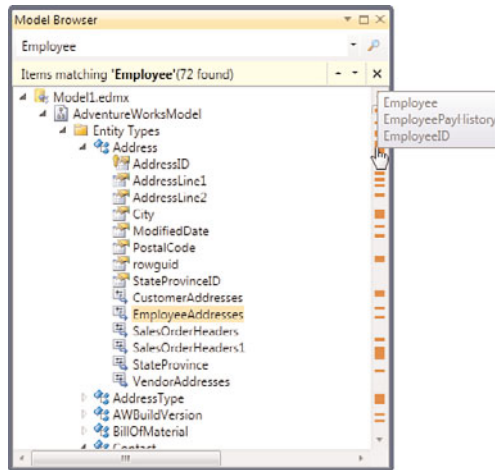 Model Browser
Employee
Items matching 'Employee'(72 found)
Model1.edmx
AdventureWorksModel
Entity Types
Address
AddressID
AddressLine1
AddressLine2
City
ModifiedDate
PostalCode
rowguid
StateProvinceID
CustomerAddresses
EmployeeAddresses
SalesOrderHeaders
SalesOrderHeaders1
StateProvince
VendorAddresses
AddressType
AWBuildVersion
BillOfMaterial
Contact
Employee
EmployeePayHistory
EmployeeID